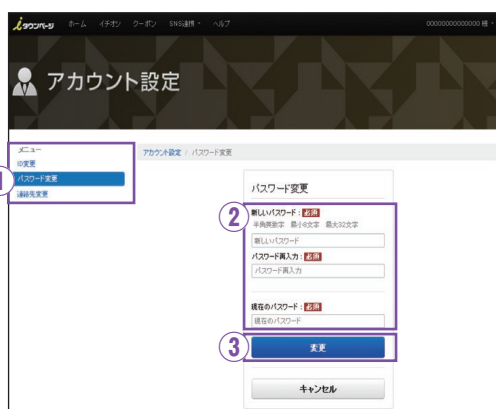 iタウンページ ホーム イチオシ クーポン SNS連携 ヘルプ 00000000000000 様
アカウント設定
メニュー
ID変更
パスワード変更
連絡先変更
アカウント設定 / パスワード変更
1
パスワード変更
2
新しいパスワード：必須
半角英数字 最小6文字 最大32文字
新しいパスワード
パスワード再入力：必須
パスワード再入力
現在のパスワード：必須
現在のパスワード
3
変更
キャンセル